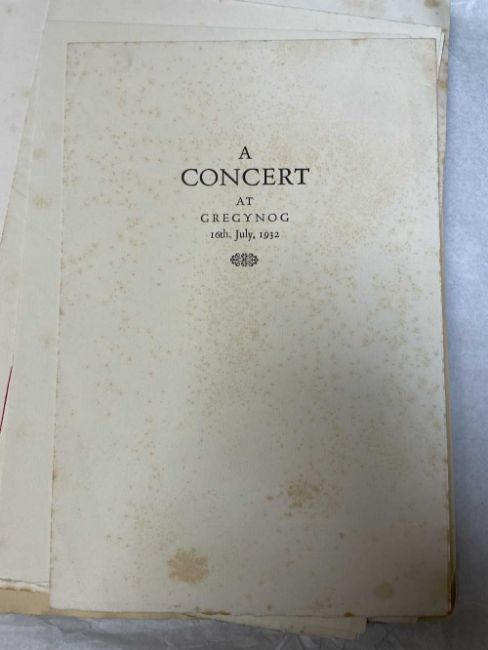 A
CONCERT
AT
GREGYNOG
16th. July, 1932